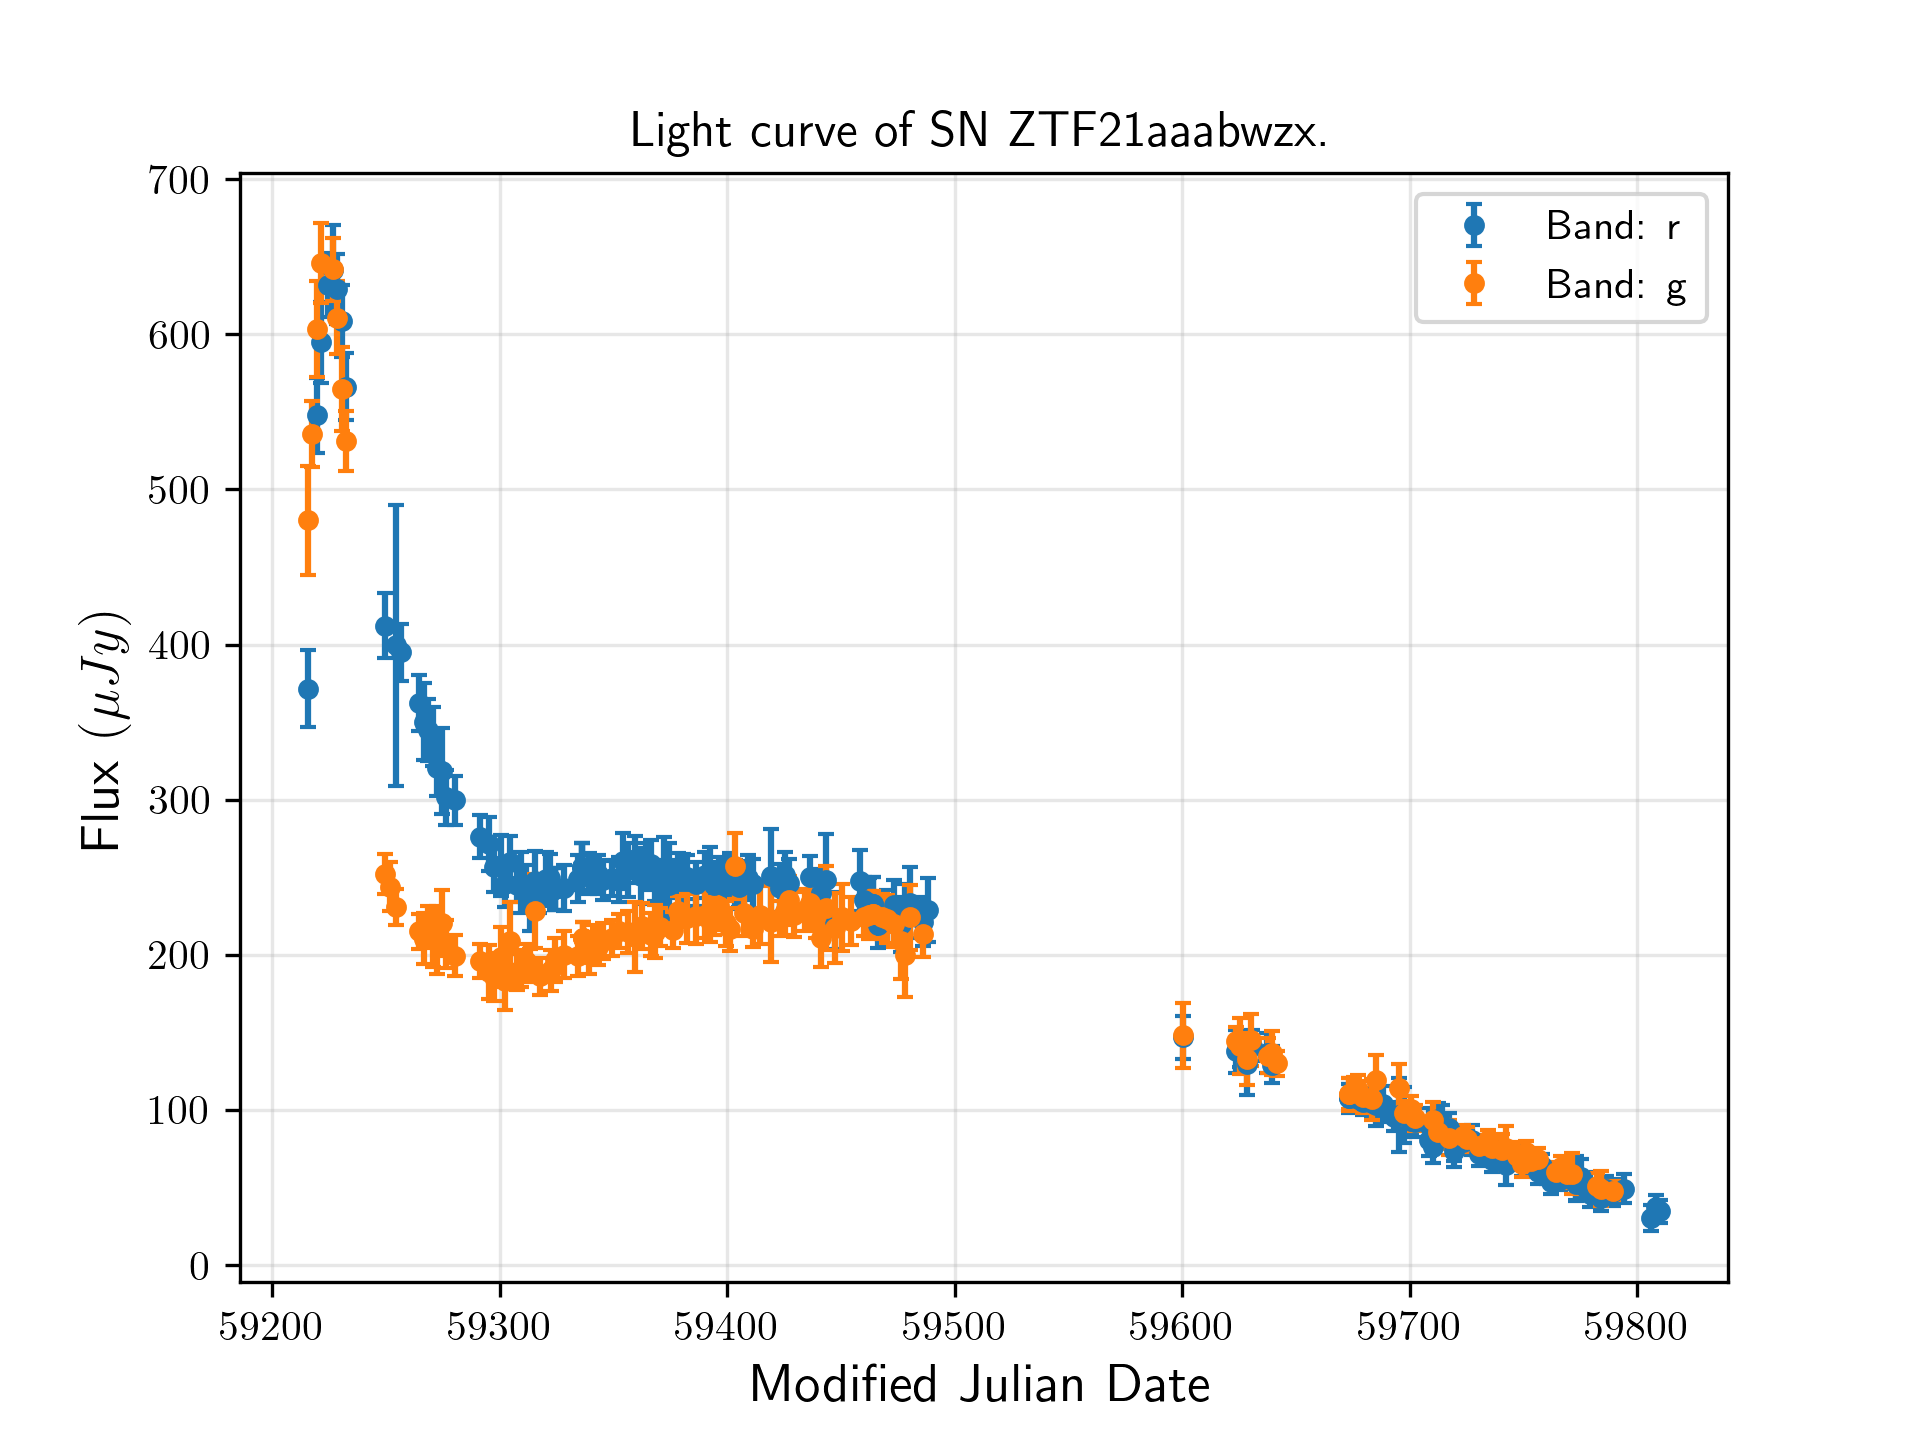 Light curve of SN ZTF21aaabwzx.
700
600
500
400
300
200
100
0
Flux (μJy)
Band: r
Band: g
59200 59300 59400 59500 59600 59700 59800
Modified Julian Date